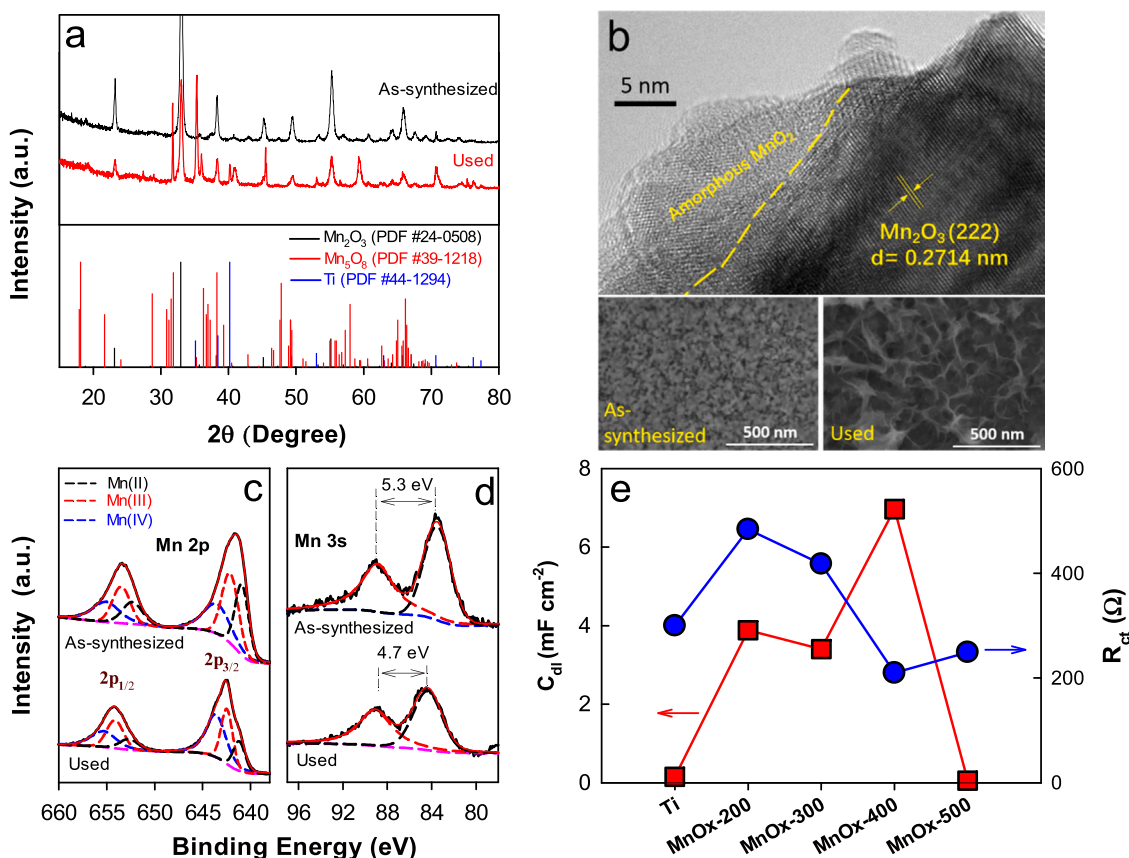 a
As-synthesized
Used
Intensity (a.u.)
Mn₂O₃ (PDF #24-0508)
Mn₅O₈ (PDF #39-1218)
Ti (PDF #44-1294)
20 30 40 50 60 70 80
2θ (Degree)
b
5 nm
Amorphous MnO₂
Mn₂O₃ (222)
d= 0.2714 nm
As-
synthesized
500 nm
Used
500 nm
c
Mn(II)
Mn(III)
Mn(IV)
Mn 2p
As-synthesized
2p₃/₂
2p₁/₂
Used
Intensity (a.u.)
660 655 650 645 640
d
5.3 eV
Mn 3s
As-synthesized
4.7 eV
Used
96 92 88 84 80
Binding Energy (eV)
e
8
6
4
2
0
C_dl (mF cm⁻²)
600
400
200
0
R_ct (Ω)
Ti
MnOx-200
MnOx-300
MnOx-400
MnOx-500